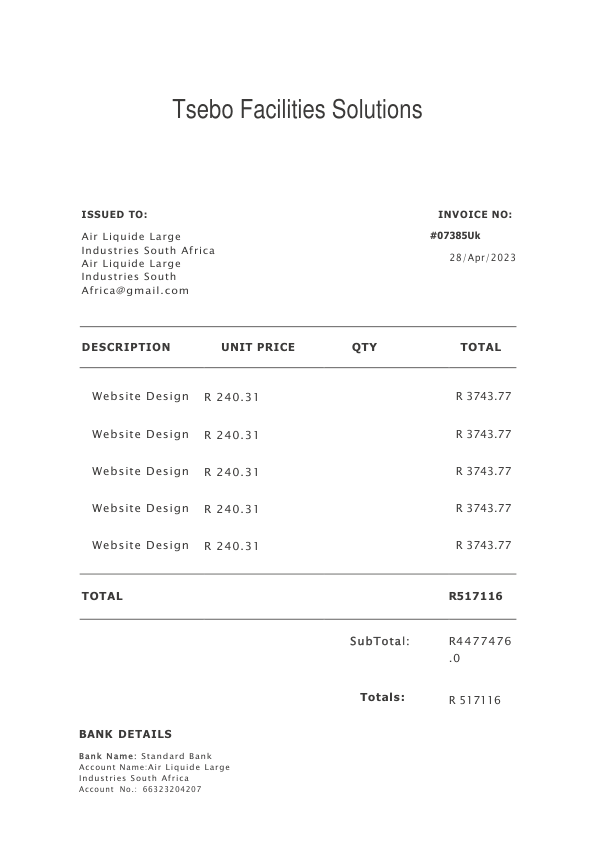 Tsebo Facilities Solutions
ISSUED TO:
INVOICE NO:
Air Liquide Large
Industries South Africa
Air Liquide Large
Industries South
Africa@gmail.com
#07385Uk
28/Apr/2023
DESCRIPTION UNIT PRICE QTY TOTAL
Website Design R 240.31 R 3743.77
Website Design R 240.31 R 3743.77
Website Design R 240.31 R 3743.77
Website Design R 240.31 R 3743.77
Website Design R 240.31 R 3743.77
TOTAL R517116
SubTotal: R4477476
.0
Totals: R 517116
BANK DETAILS
Bank Name: Standard Bank
Account Name:Air Liquide Large
Industries South Africa
Account No.: 66323204207